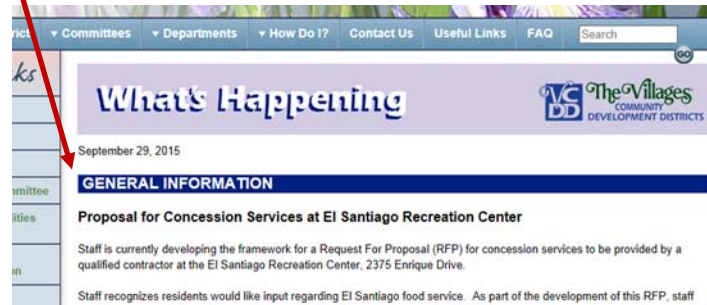 Committees Departments How Do I? Contact Us Useful Links FAQ Search
GO
What's Happening
VCDD The Villages
COMMUNITY
DEVELOPMENT DISTRICTS
September 29, 2015
GENERAL INFORMATION
Proposal for Concession Services at El Santiago Recreation Center
Staff is currently developing the framework for a Request For Proposal (RFP) for concession services to be provided by a
qualified contractor at the El Santiago Recreation Center, 2375 Enrique Drive.
Staff recognizes residents would like input regarding El Santiago food service. As part of the development of this RFP, staff